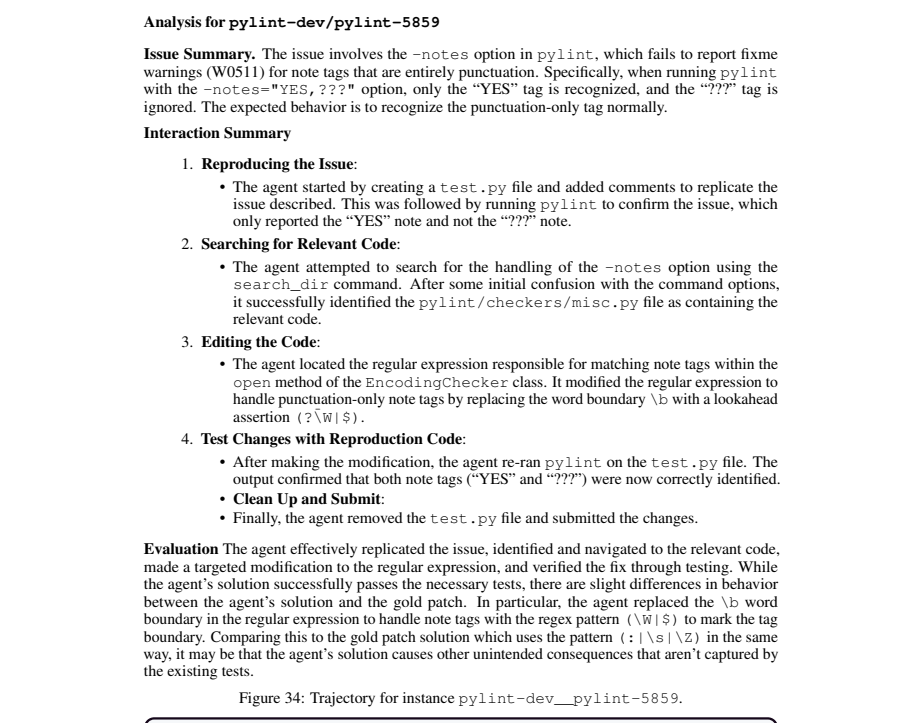 Analysis for pylint-dev/pylint-5859
Issue Summary. The issue involves the -notes option in pylint, which fails to report fixme
warnings (W0511) for note tags that are entirely punctuation. Specifically, when running pylint
with the -notes="YES,???" option, only the “YES” tag is recognized, and the “???” tag is
ignored. The expected behavior is to recognize the punctuation-only tag normally.
Interaction Summary
1. Reproducing the Issue:
• The agent started by creating a test.py file and added comments to replicate the
issue described. This was followed by running pylint to confirm the issue, which
only reported the “YES” note and not the “???” note.
2. Searching for Relevant Code:
• The agent attempted to search for the handling of the -notes option using the
search_dir command. After some initial confusion with the command options,
it successfully identified the pylint/checkers/misc.py file as containing the
relevant code.
3. Editing the Code:
• The agent located the regular expression responsible for matching note tags within the
open method of the EncodingChecker class. It modified the regular expression to
handle punctuation-only note tags by replacing the word boundary \b with a lookahead
assertion (?\̄W|$).
4. Test Changes with Reproduction Code:
• After making the modification, the agent re-ran pylint on the test.py file. The
output confirmed that both note tags (“YES” and “???”) were now correctly identified.
• Clean Up and Submit:
• Finally, the agent removed the test.py file and submitted the changes.
Evaluation The agent effectively replicated the issue, identified and navigated to the relevant code,
made a targeted modification to the regular expression, and verified the fix through testing. While
the agent’s solution successfully passes the necessary tests, there are slight differences in behavior
between the agent’s solution and the gold patch. In particular, the agent replaced the \b word
boundary in the regular expression to handle note tags with the regex pattern (\W|$) to mark the tag
boundary. Comparing this to the gold patch solution which uses the pattern (:|\s|\Z) in the same
way, it may be that the agent’s solution causes other unintended consequences that aren’t captured by
the existing tests.
Figure 34: Trajectory for instance pylint-dev__pylint-5859.